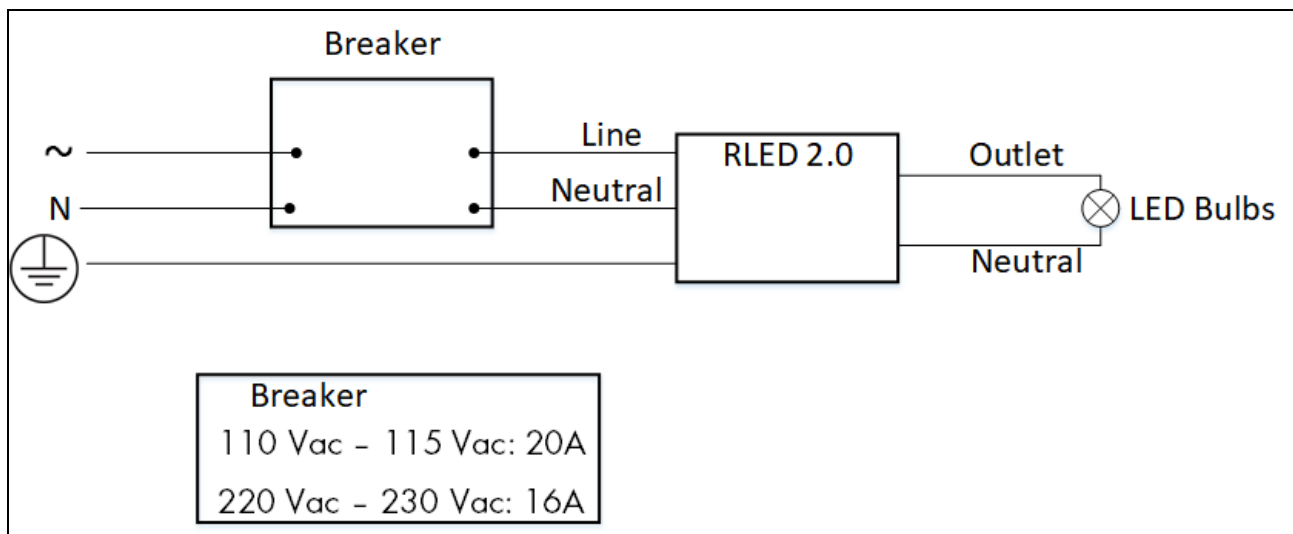 Breaker
~
Line
RLED 2.0
Outlet
N
Neutral
LED Bulbs
Neutral
Breaker
110 Vac – 115 Vac: 20A
220 Vac – 230 Vac: 16A